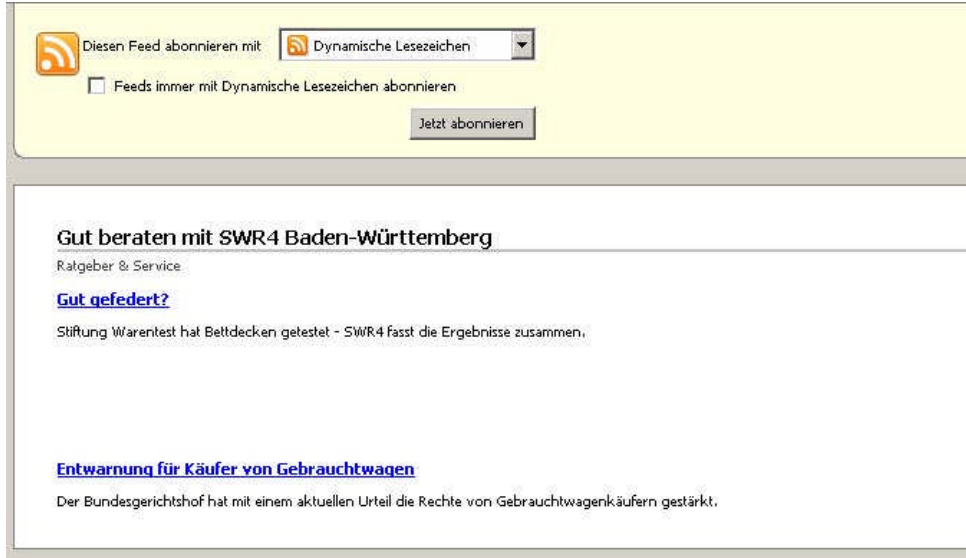 Diesen Feed abonnieren mit Dynamische Lesezeichen
Feeds immer mit Dynamische Lesezeichen abonnieren
Jetzt abonnieren
Gut beraten mit SWR4 Baden-Württemberg
Ratgeber & Service
Gut gefedert?
Stiftung Warentest hat Bettdecken getestet - SWR4 fasst die Ergebnisse zusammen.
Entwarnung für Käufer von Gebrauchtwagen
Der Bundesgerichtshof hat mit einem aktuellen Urteil die Rechte von Gebrauchtwagenkäufern gestärkt.